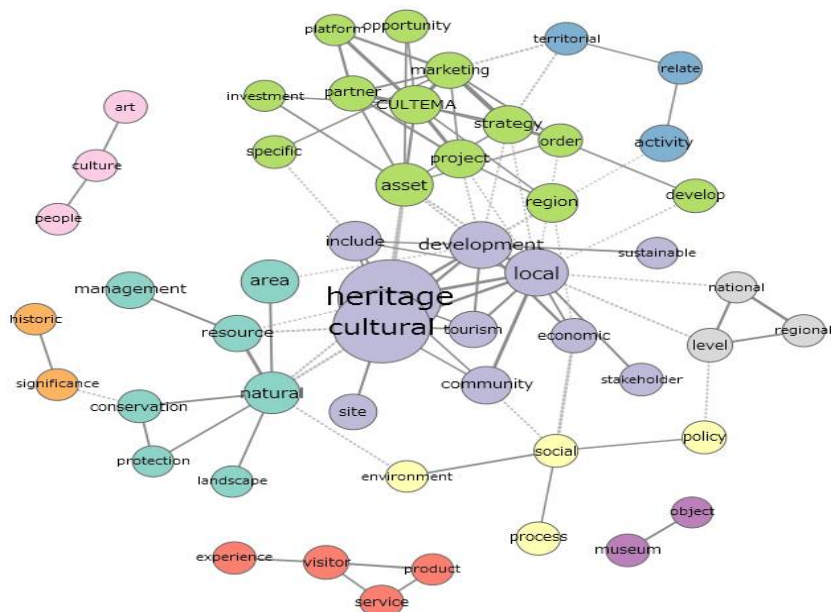 platform
opportunity
territorial
marketing
relate
investment
partner
CULTEMA
art
strategy
order
activity
specific
project
culture
asset
develop
region
people
include
development
sustainable
local
area
management
heritage
national
historic
cultural
resource
tourism
economic
regional
level
significance
natural
community
stakeholder
conservation
site
policy
social
protection
landscape
environment
object
process
museum
experience
visitor
product
service